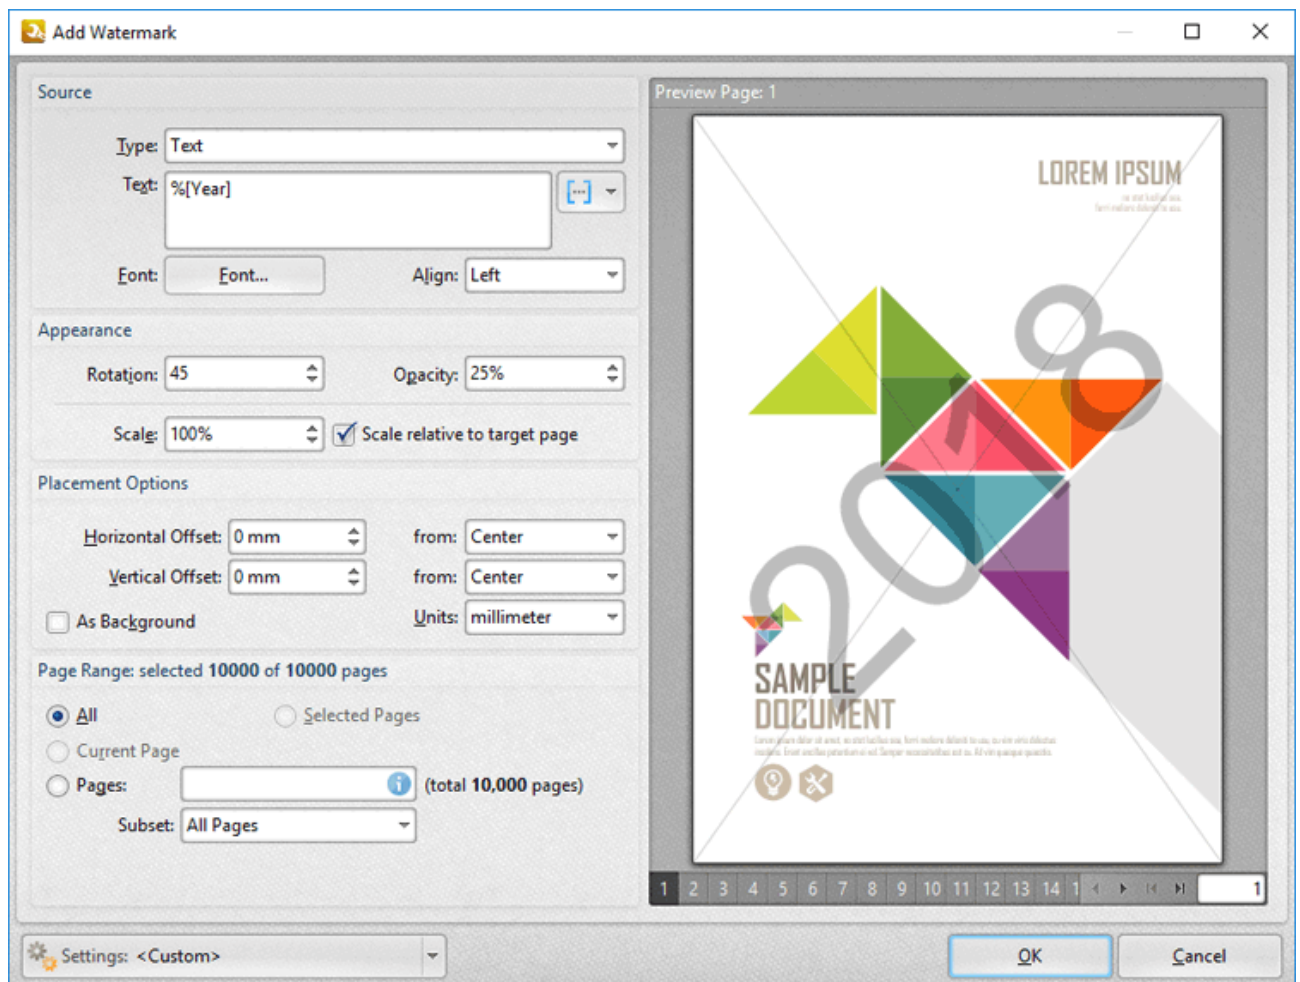 Add Watermark
Source
Type: Text
Text: %[Year]
Font: Font...
Align: Left
Appearance
Rotation: 45
Opacity: 25%
Scale: 100%
Scale relative to target page
Placement Options
Horizontal Offset: 0 mm
from: Center
Vertical Offset: 0 mm
from: Center
As Background
Units: millimeter
Page Range: selected 10000 of 10000 pages
All
Selected Pages
Current Page
Pages:
(total 10,000 pages)
Subset: All Pages
Preview Page: 1
LOREM IPSUM
2018
SAMPLE
DOCUMENT
1 2 3 4 5 6 7 8 9 10 11 12 13 14 1
1
Settings: <Custom>
OK
Cancel